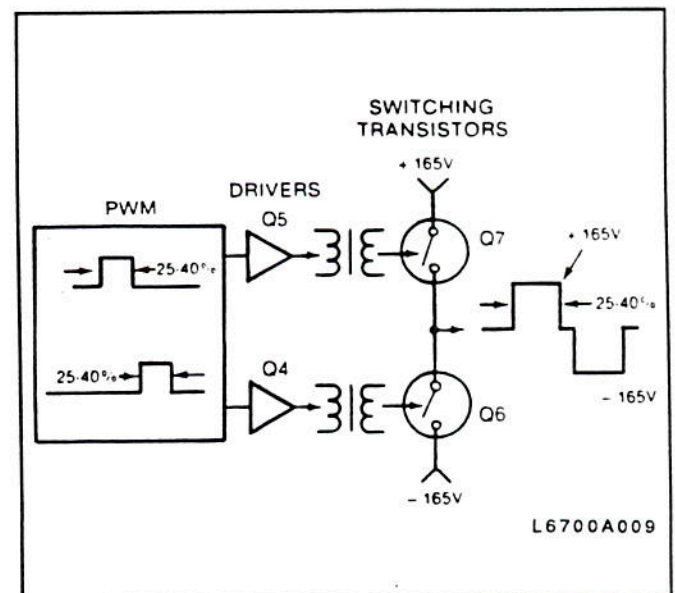 SWITCHING
TRANSISTORS
+ 165V
DRIVERS
PWM
Q5
Q7
+ 165V
25-40%
25-40%
25-40%
Q4
Q6
- 165V
- 165V
L6700A009